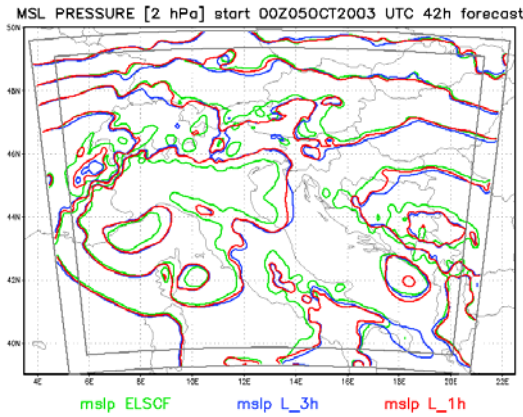 MSL PRESSURE [2 hPa] start 00Z05OCT2003 UTC 42h forecast
50N
48N
46N
44N
42N
40N
4E 6E 8E 10E 12E 14E 16E 18E 20E 22E
mslp ELSCF mslp L_3h mslp L_1h